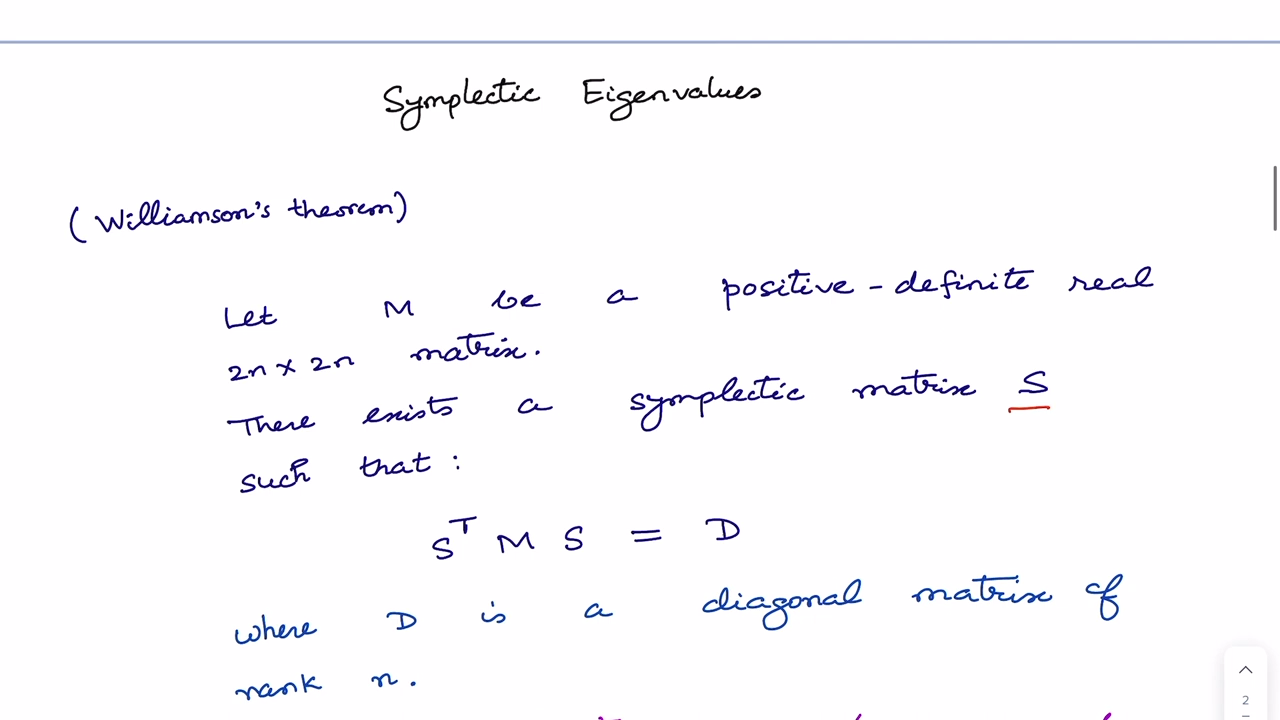 Symplectic Eigenvalues
(Williamson's theorem)
Let M be a positive-definite real
2n × 2n matrix.
There exists a symplectic matrix S
such that :
S^T M S = D
where D is a diagonal matrix of
rank n.
2